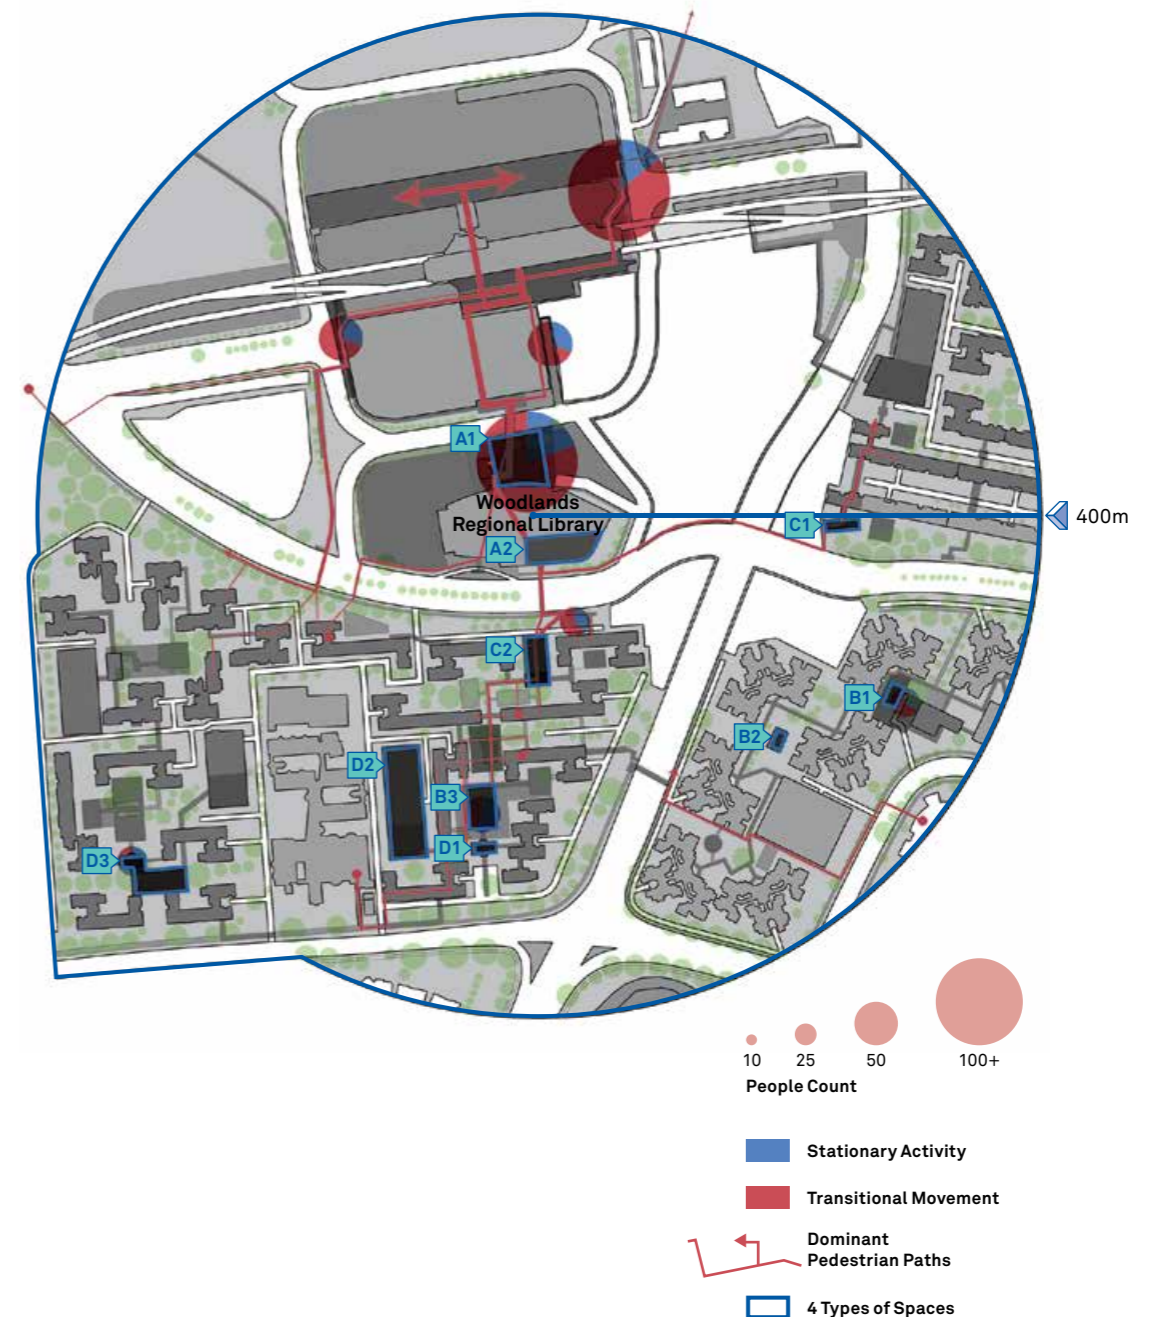 A1
Woodlands
Regional Library
400m
C1
A2
C2
B1
B2
D2
B3
D1
D3
10 25 50 100+
People Count
Stationary Activity
Transitional Movement
Dominant
Pedestrian Paths
4 Types of Spaces